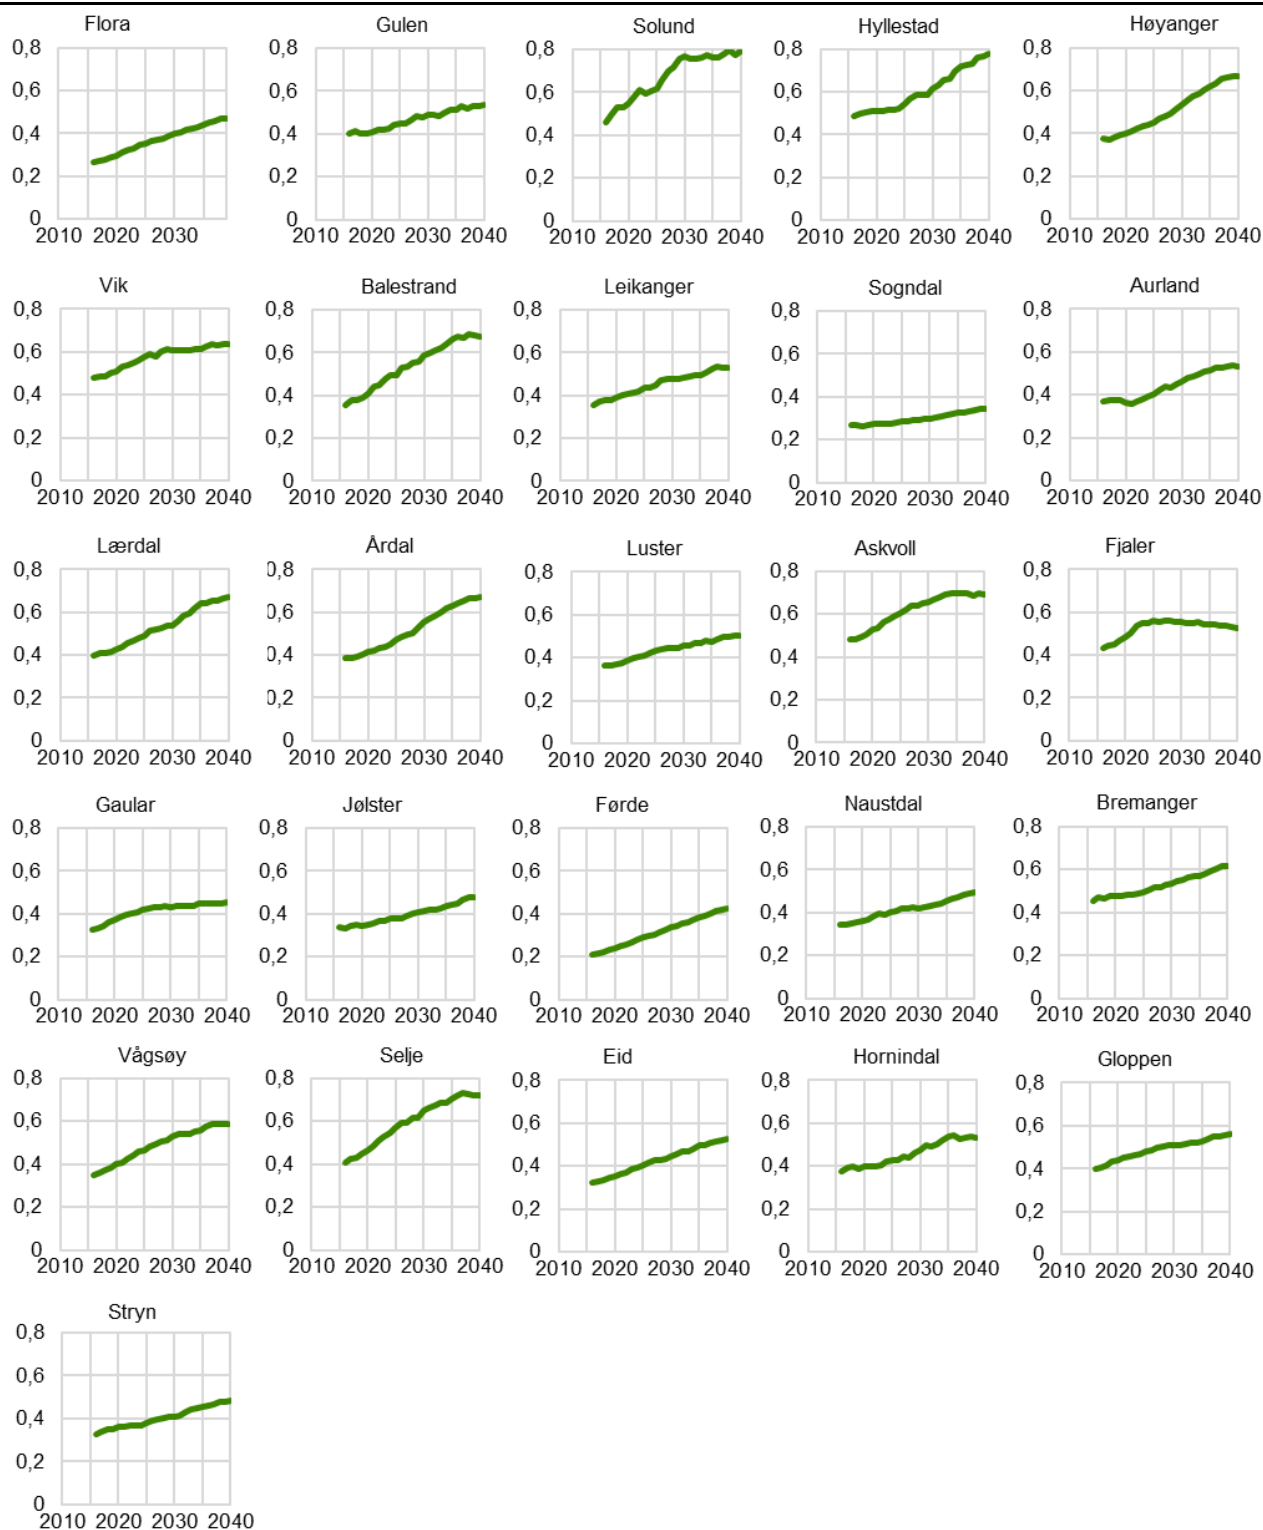 Flora
0,8
0,6
0,4
0,2
0
2010 2020 2030
Gulen
0,8
0,6
0,4
0,2
0
2010 2020 2030 2040
Solund
0,8
0,6
0,4
0,2
0
2010 2020 2030 2040
Hyllestad
0,8
0,6
0,4
0,2
0
2010 2020 2030 2040
Høyanger
0,8
0,6
0,4
0,2
0
2010 2020 2030 2040
Vik
0,8
0,6
0,4
0,2
0
2010 2020 2030 2040
Balestrand
0,8
0,6
0,4
0,2
0
2010 2020 2030 2040
Leikanger
0,8
0,6
0,4
0,2
0
2010 2020 2030 2040
Sogndal
0,8
0,6
0,4
0,2
0
2010 2020 2030 2040
Aurland
0,8
0,6
0,4
0,2
0
2010 2020 2030 2040
Lærdal
0,8
0,6
0,4
0,2
0
2010 2020 2030 2040
Årdal
0,8
0,6
0,4
0,2
0
2010 2020 2030 2040
Luster
0,8
0,6
0,4
0,2
0
2010 2020 2030 2040
Askvoll
0,8
0,6
0,4
0,2
0
2010 2020 2030 2040
Fjaler
0,8
0,6
0,4
0,2
0
2010 2020 2030 2040
Gaular
0,8
0,6
0,4
0,2
0
2010 2020 2030 2040
Jølster
0,8
0,6
0,4
0,2
0
2010 2020 2030 2040
Førde
0,8
0,6
0,4
0,2
0
2010 2020 2030 2040
Naustdal
0,8
0,6
0,4
0,2
0
2010 2020 2030 2040
Bremanger
0,8
0,6
0,4
0,2
0
2010 2020 2030 2040
Vågsøy
0,8
0,6
0,4
0,2
0
2010 2020 2030 2040
Selje
0,8
0,6
0,4
0,2
0
2010 2020 2030 2040
Eid
0,8
0,6
0,4
0,2
0
2010 2020 2030 2040
Hornindal
0,8
0,6
0,4
0,2
0
2010 2020 2030 2040
Gloppen
0,8
0,6
0,4
0,2
0
2010 2020 2030 2040
Stryn
0,8
0,6
0,4
0,2
0
2010 2020 2030 2040